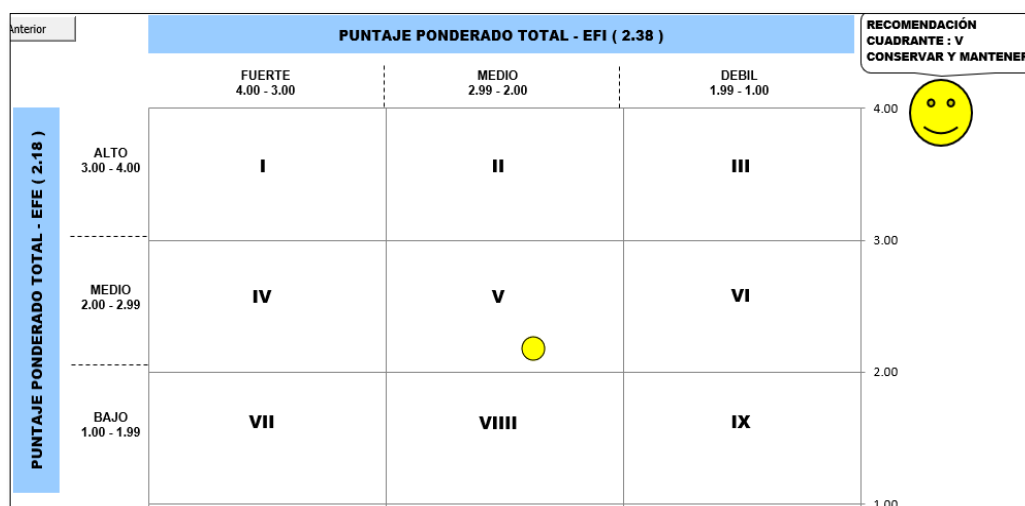 Anterior
PUNTAJE PONDERADO TOTAL - EFI ( 2.38 )
RECOMENDACIÓN
CUADRANTE : V
CONSERVAR Y MANTENER
FUERTE
4.00 - 3.00
MEDIO
2.99 - 2.00
DEBIL
1.99 - 1.00
4.00
PUNTAJE PONDERADO TOTAL - EFE ( 2.18 )
ALTO
3.00 - 4.00
I
II
III
3.00
MEDIO
2.00 - 2.99
IV
V
VI
2.00
BAJO
1.00 - 1.99
VII
VIIII
IX
1.00